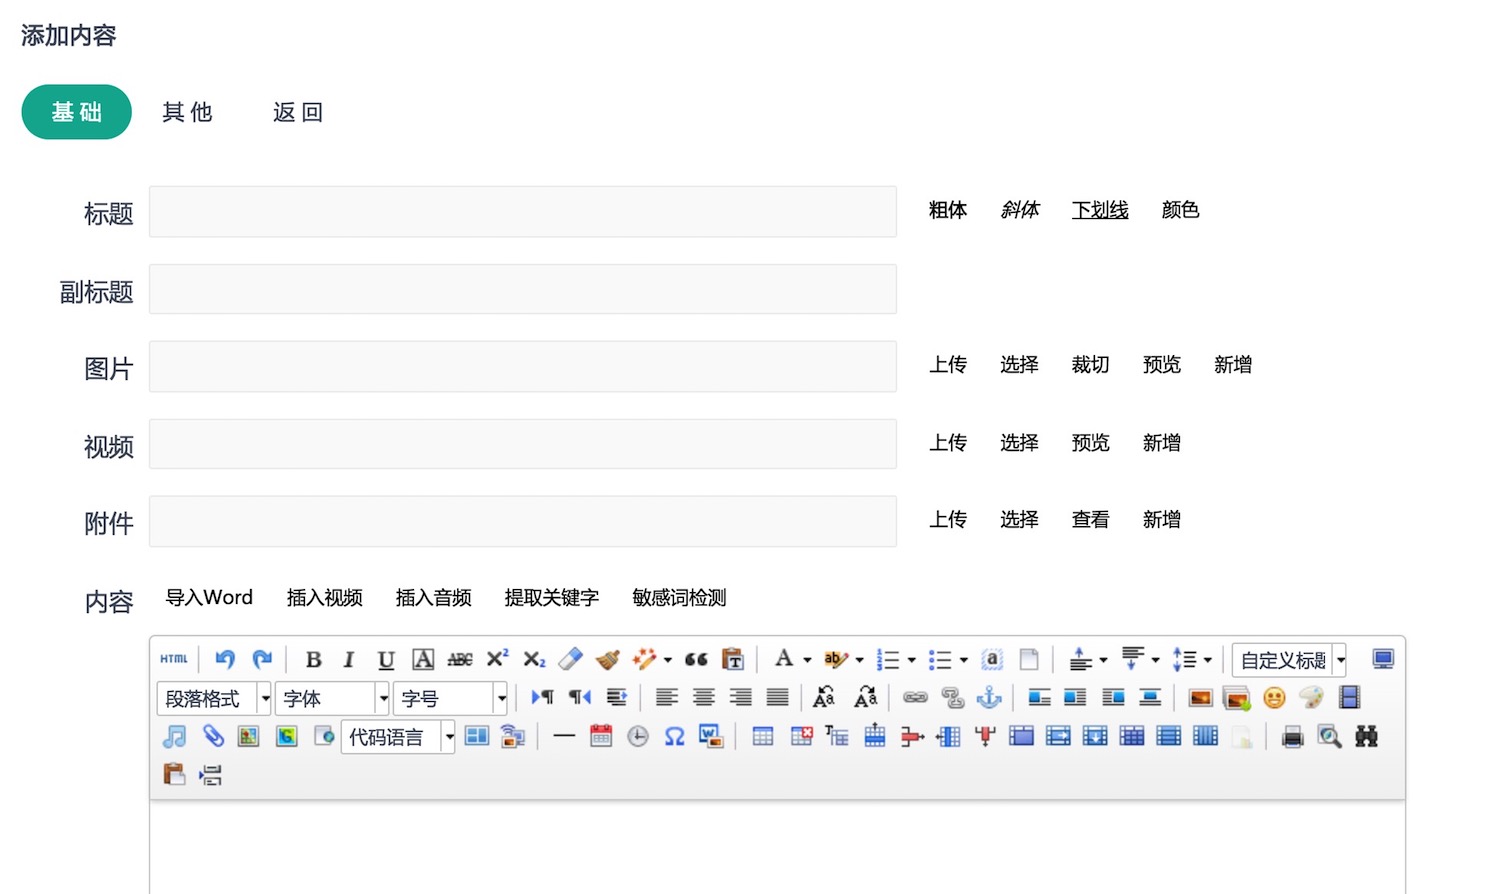 添加内容
基础 其他 返回
标题 粗体 斜体 下划线 颜色
副标题
图片 上传 选择 裁切 预览 新增
视频 上传 选择 预览 新增
附件 上传 选择 查看 新增
内容 导入Word 插入视频 插入音频 提取关键字 敏感词检测
HTML B I U A ABC X² X₂ A ab a 自定义标题
段落格式 字体 字号
代码语言